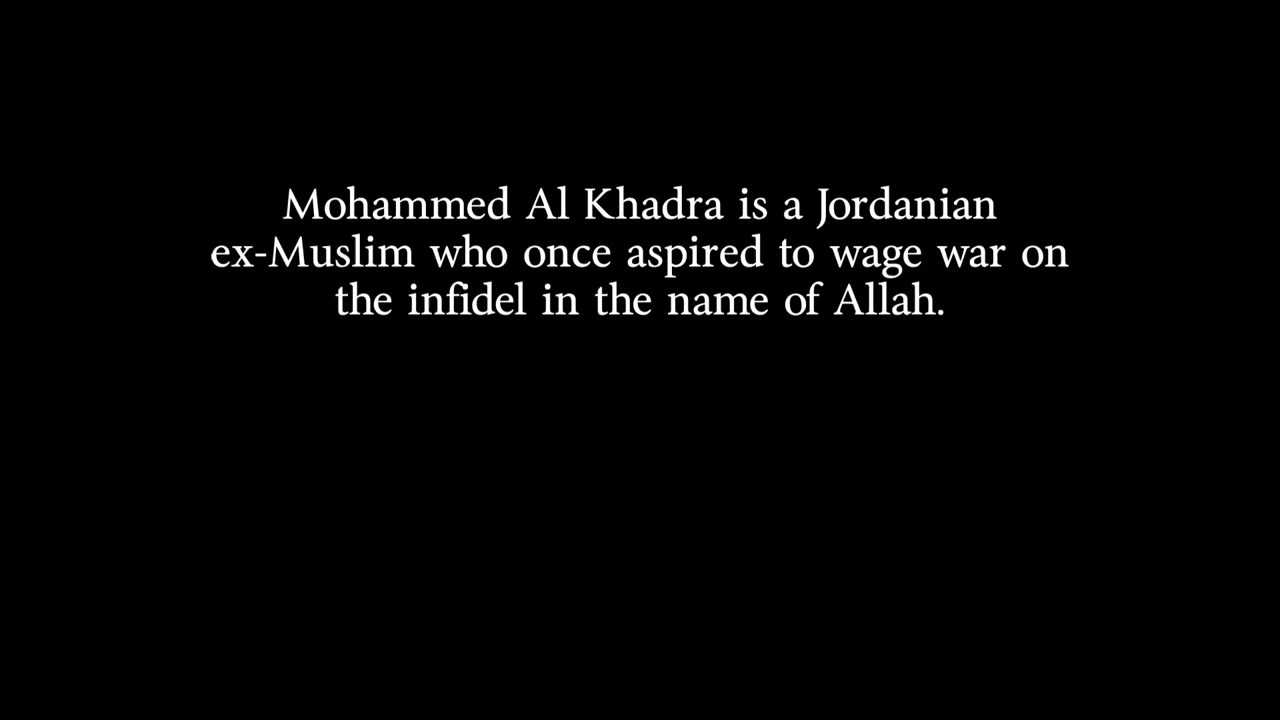 Mohammed Al Khadra is a Jordanian
ex-Muslim who once aspired to wage war on
the infidel in the name of Allah.